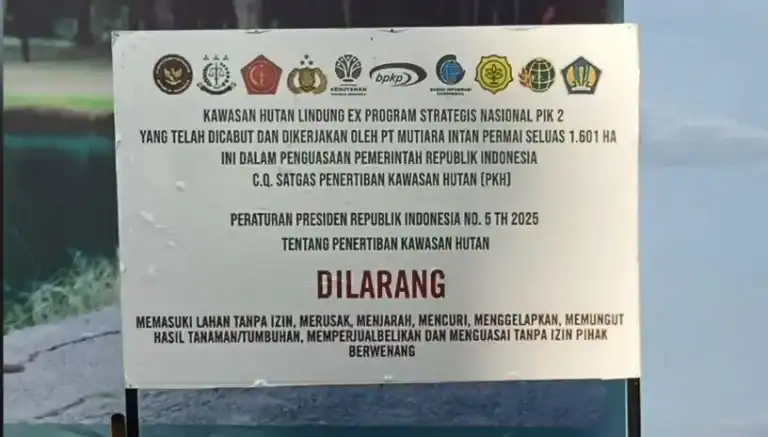 bpkp
KEHUTANAN
KAWASAN HUTAN LINDUNG EX PROGRAM STRATEGIS NASIONAL PIK 2
YANG TELAH DICABUT DAN DIKERJAKAN OLEH PT MUTIARA INTAN PERMAI SELUAS 1.601 HA
INI DALAM PENGUASAAN PEMERINTAH REPUBLIK INDONESIA
C.Q. SATGAS PENERTIBAN KAWASAN HUTAN (PKH)
PERATURAN PRESIDEN REPUBLIK INDONESIA NO. 5 TH 2025
TENTANG PENERTIBAN KAWASAN HUTAN
DILARANG
MEMASUKI LAHAN TANPA IZIN, MERUSAK, MENJARAH, MENCURI, MENGGELAPKAN, MEMUNGUT
HASIL TANAMAN/TUMBUHAN, MEMPERJUALBELIKAN DAN MENGUASAI TANPA IZIN PIHAK
BERWENANG